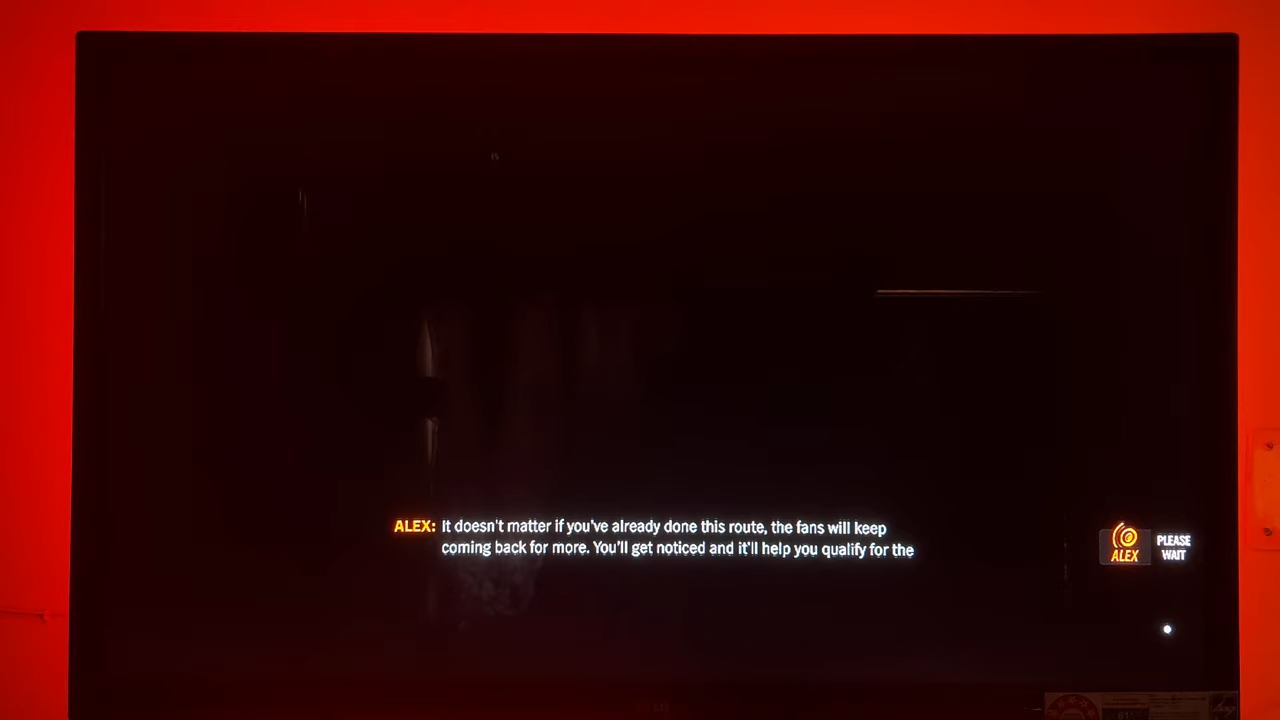 ALEX: It doesn't matter if you've already done this route, the fans will keep
coming back for more. You'll get noticed and it'll help you qualify for the
ALEX
PLEASE
WAIT